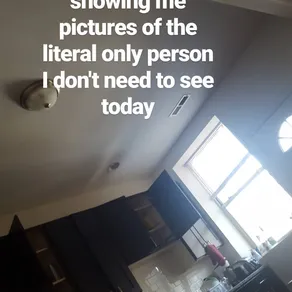 showing me
pictures of the
literal only person
I don't need to see
today